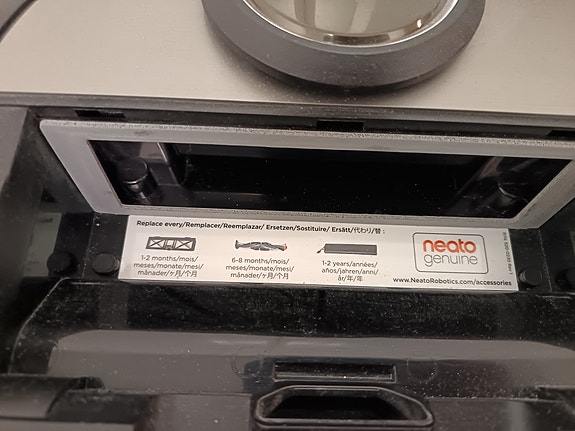 Replace every/Remplacer/Reemplazar/ Ersetzen/Sostituire/ Ersätt/代わり/替 :
1-2 months/mois/
meses/monate/mesi/
månader/ヶ月/个月
6-8 months/mois/
meses/monate/mesi/
månader/ヶ月/个月
1-2 years/années/
años/jahren/anni/
år/年/年
neato
genuine
www.NeatoRobotics.com/accessories